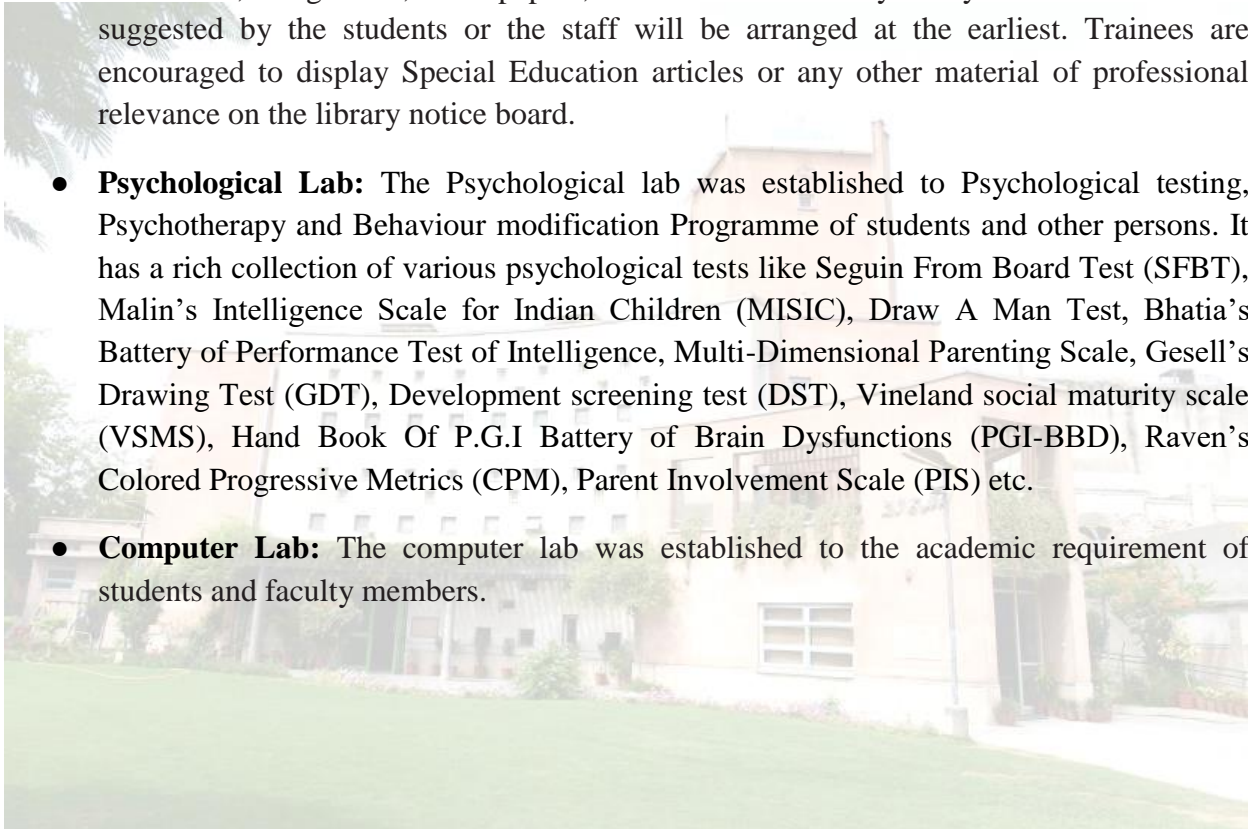 suggested by the students or the staff will be arranged at the earliest. Trainees are
encouraged to display Special Education articles or any other material of professional
relevance on the library notice board.
● Psychological Lab: The Psychological lab was established to Psychological testing,
Psychotherapy and Behaviour modification Programme of students and other persons. It
has a rich collection of various psychological tests like Seguin From Board Test (SFBT),
Malin’s Intelligence Scale for Indian Children (MISIC), Draw A Man Test, Bhatia’s
Battery of Performance Test of Intelligence, Multi-Dimensional Parenting Scale, Gesell’s
Drawing Test (GDT), Development screening test (DST), Vineland social maturity scale
(VSMS), Hand Book Of P.G.I Battery of Brain Dysfunctions (PGI-BBD), Raven’s
Colored Progressive Metrics (CPM), Parent Involvement Scale (PIS) etc.
● Computer Lab: The computer lab was established to the academic requirement of
students and faculty members.